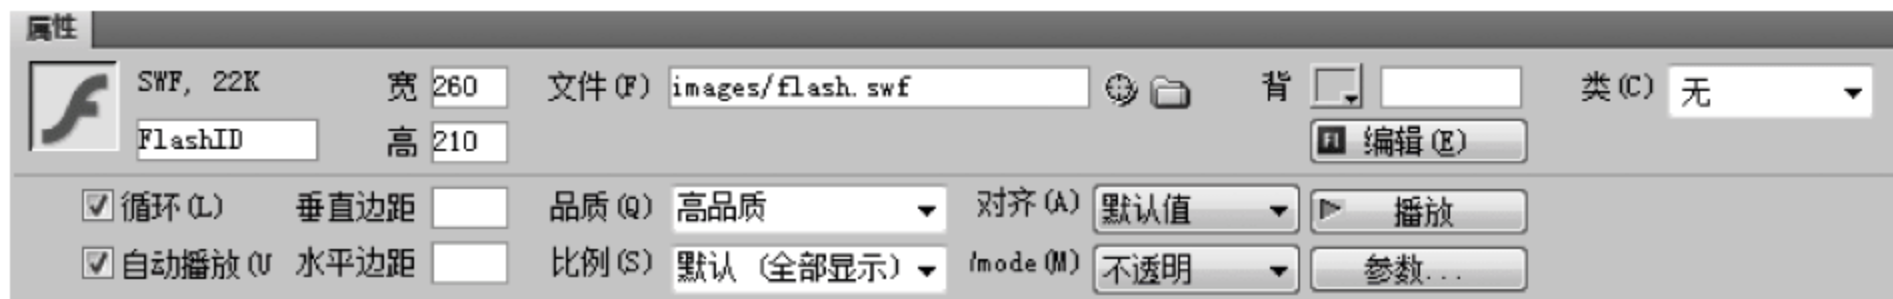 属性
SWF, 22K 宽 260 文件(F) images/flash.swf 背 类(C) 无
FlashID 高 210 编辑(E)
循环(L) 垂直边距 品质(Q) 高品质 对齐(A) 默认值 播放
自动播放(U 水平边距 比例(S) 默认 (全部显示) /mode(M) 不透明 参数...